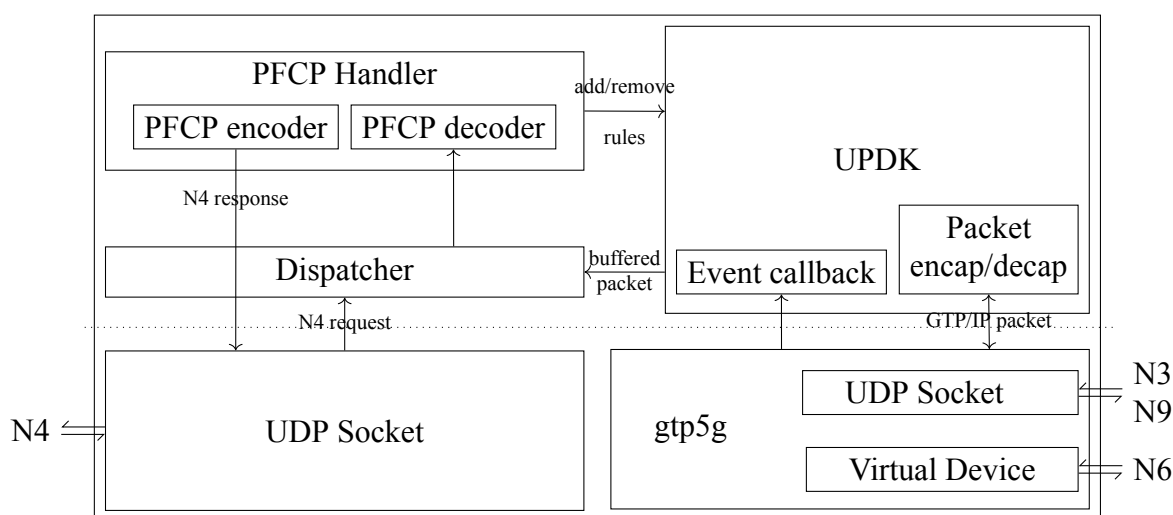 PFCP Handler
PFCP encoder
PFCP decoder
add/remove
rules
UPDK
N4 response
Packet
encap/decap
Dispatcher
buffered
packet
Event callback
N4 request
GTP/IP packet
N4
UDP Socket
gtp5g
UDP Socket
N3
N9
Virtual Device
N6